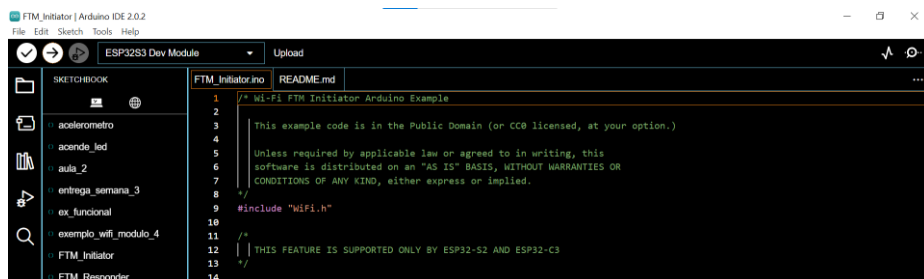 FTM_Initiator | Arduino IDE 2.0.2
File Edit Sketch Tools Help
ESP32S3 Dev Module
Upload
SKETCHBOOK
acelerometro
acende_led
aula_2
entrega_semana_3
ex_funcional
exemplo_wifi_modulo_4
FTM_Initiator
FTM_Responder
FTM_Initiator.ino README.md
1 /* Wi-Fi FTM Initiator Arduino Example
2
3 This example code is in the Public Domain (or CC0 licensed, at your option.)
4
5 Unless required by applicable law or agreed to in writing, this
6 software is distributed on an "AS IS" BASIS, WITHOUT WARRANTIES OR
7 CONDITIONS OF ANY KIND, either express or implied.
8 */
9 #include "WiFi.h"
10
11 /*
12 THIS FEATURE IS SUPPORTED ONLY BY ESP32-S2 AND ESP32-C3
13 */
14